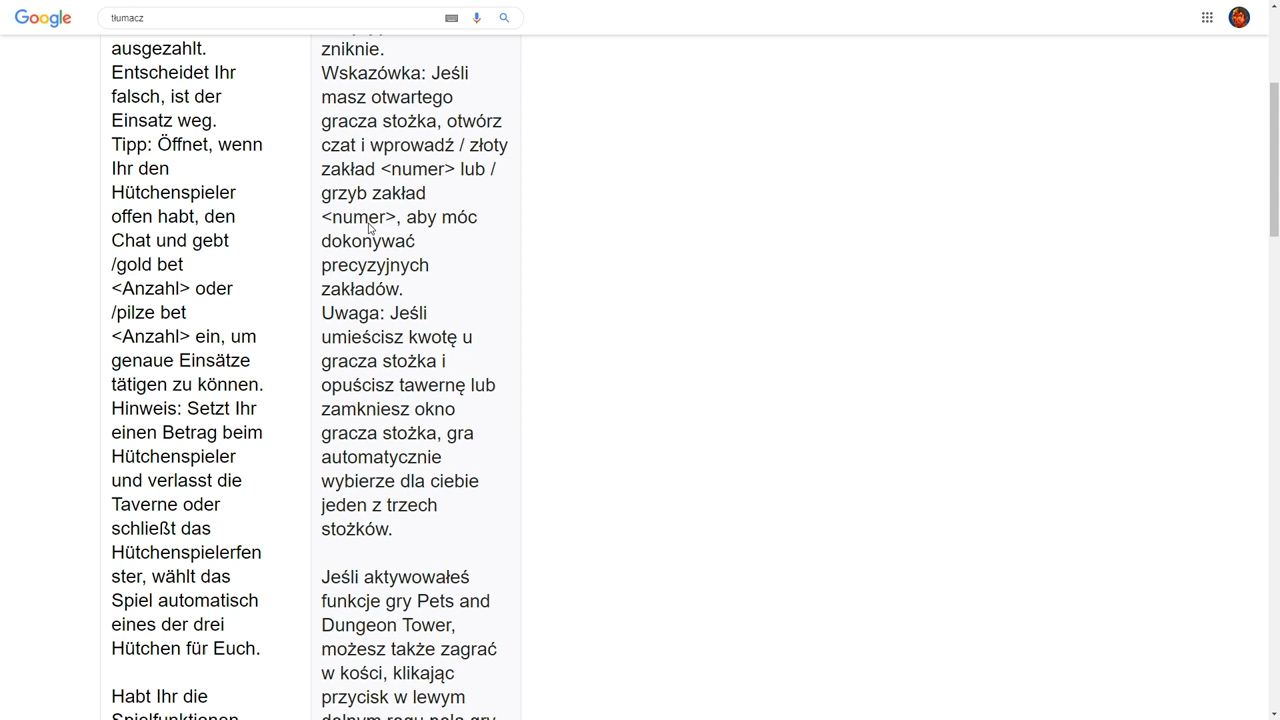 Google
tłumacz
ausgezahlt.
Entscheidet Ihr
falsch, ist der
Einsatz weg.
Tipp: Öffnet, wenn
Ihr den
Hütchenspieler
offen habt, den
Chat und gebt
/gold bet
<Anzahl> oder
/pilze bet
<Anzahl> ein, um
genaue Einsätze
tätigen zu können.
Hinweis: Setzt Ihr
einen Betrag beim
Hütchenspieler
und verlasst die
Taverne oder
schließt das
Hütchenspielerfen
ster, wählt das
Spiel automatisch
eines der drei
Hütchen für Euch.
Habt Ihr die
Spielfunktionen
zniknie.
Wskazówka: Jeśli
masz otwartego
gracza stożka, otwórz
czat i wprowadź / złoty
zakład <numer> lub /
grzyb zakład
<numer>, aby móc
dokonywać
precyzyjnych
zakładów.
Uwaga: Jeśli
umieścisz kwotę u
gracza stożka i
opuścisz tawernę lub
zamkniesz okno
gracza stożka, gra
automatycznie
wybierze dla ciebie
jeden z trzech
stożków.
Jeśli aktywowałeś
funkcje gry Pets and
Dungeon Tower,
możesz także zagrać
w kości, klikając
przycisk w lewym
dolnym rogu pola gry